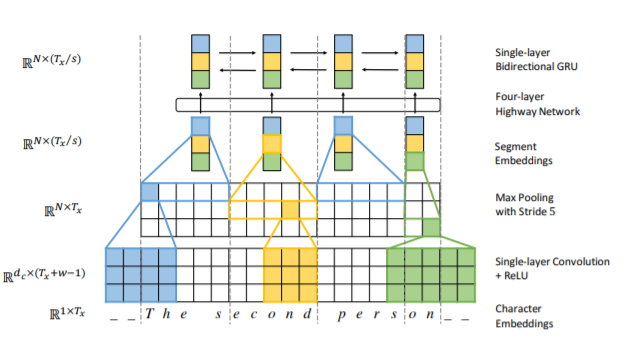 ℝ^{N×(T_x/s)}
Single-layer
Bidirectional GRU
Four-layer
Highway Network
ℝ^{N×(T_x/s)}
Segment
Embeddings
ℝ^{N×T_x}
Max Pooling
with Stride 5
ℝ^{d_c×(T_x+w−1)}
Single-layer Convolution
+ ReLU
ℝ^{1×T_x}
_ _ T h e s e c o n d p e r s o n _ _
Character
Embeddings